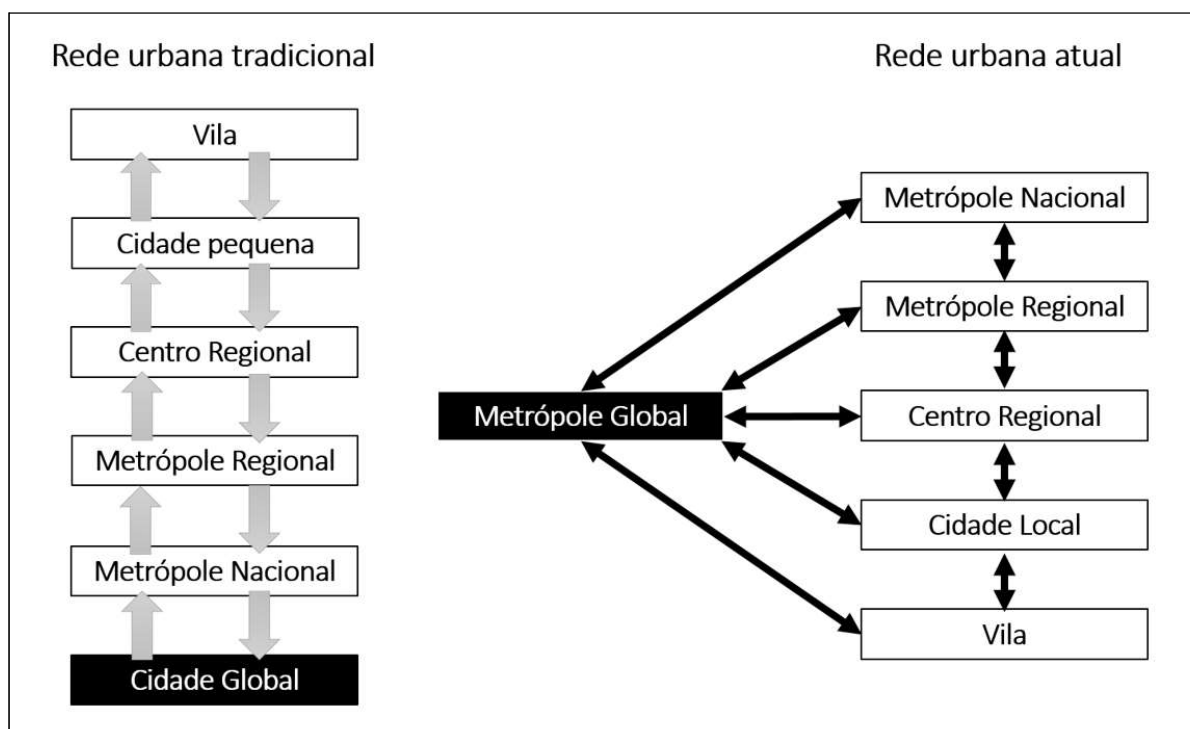 Rede urbana tradicional
Vila
Cidade pequena
Centro Regional
Metrópole Regional
Metrópole Nacional
Cidade Global
Rede urbana atual
Metrópole Nacional
Metrópole Regional
Metrópole Global
Centro Regional
Cidade Local
Vila